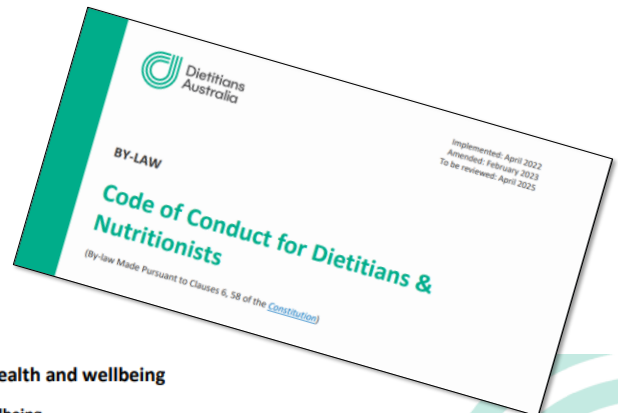 Dietitians
Australia
Implemented: April 2022
Amended: February 2023
To be reviewed: April 2025
BY-LAW
Code of Conduct for Dietitians &
Nutritionists
(By-law Made Pursuant to Clauses 6, 58 of the Constitution)
ealth and wellbeing